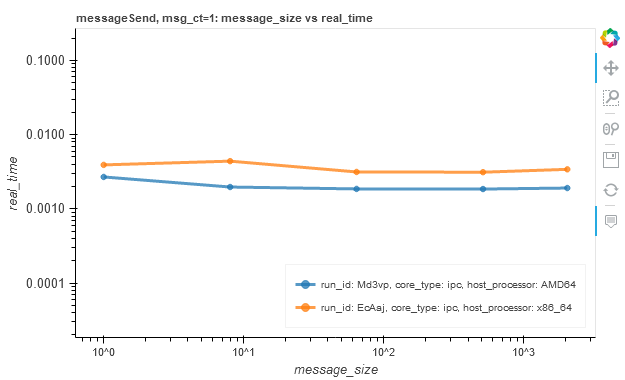 messageSend, msg_ct=1: message_size vs real_time
0.1000
0.0100
0.0010
0.0001
real_time
run_id: Md3vp, core_type: ipc, host_processor: AMD64
run_id: EcAaj, core_type: ipc, host_processor: x86_64
10^0
10^1
10^2
10^3
message_size